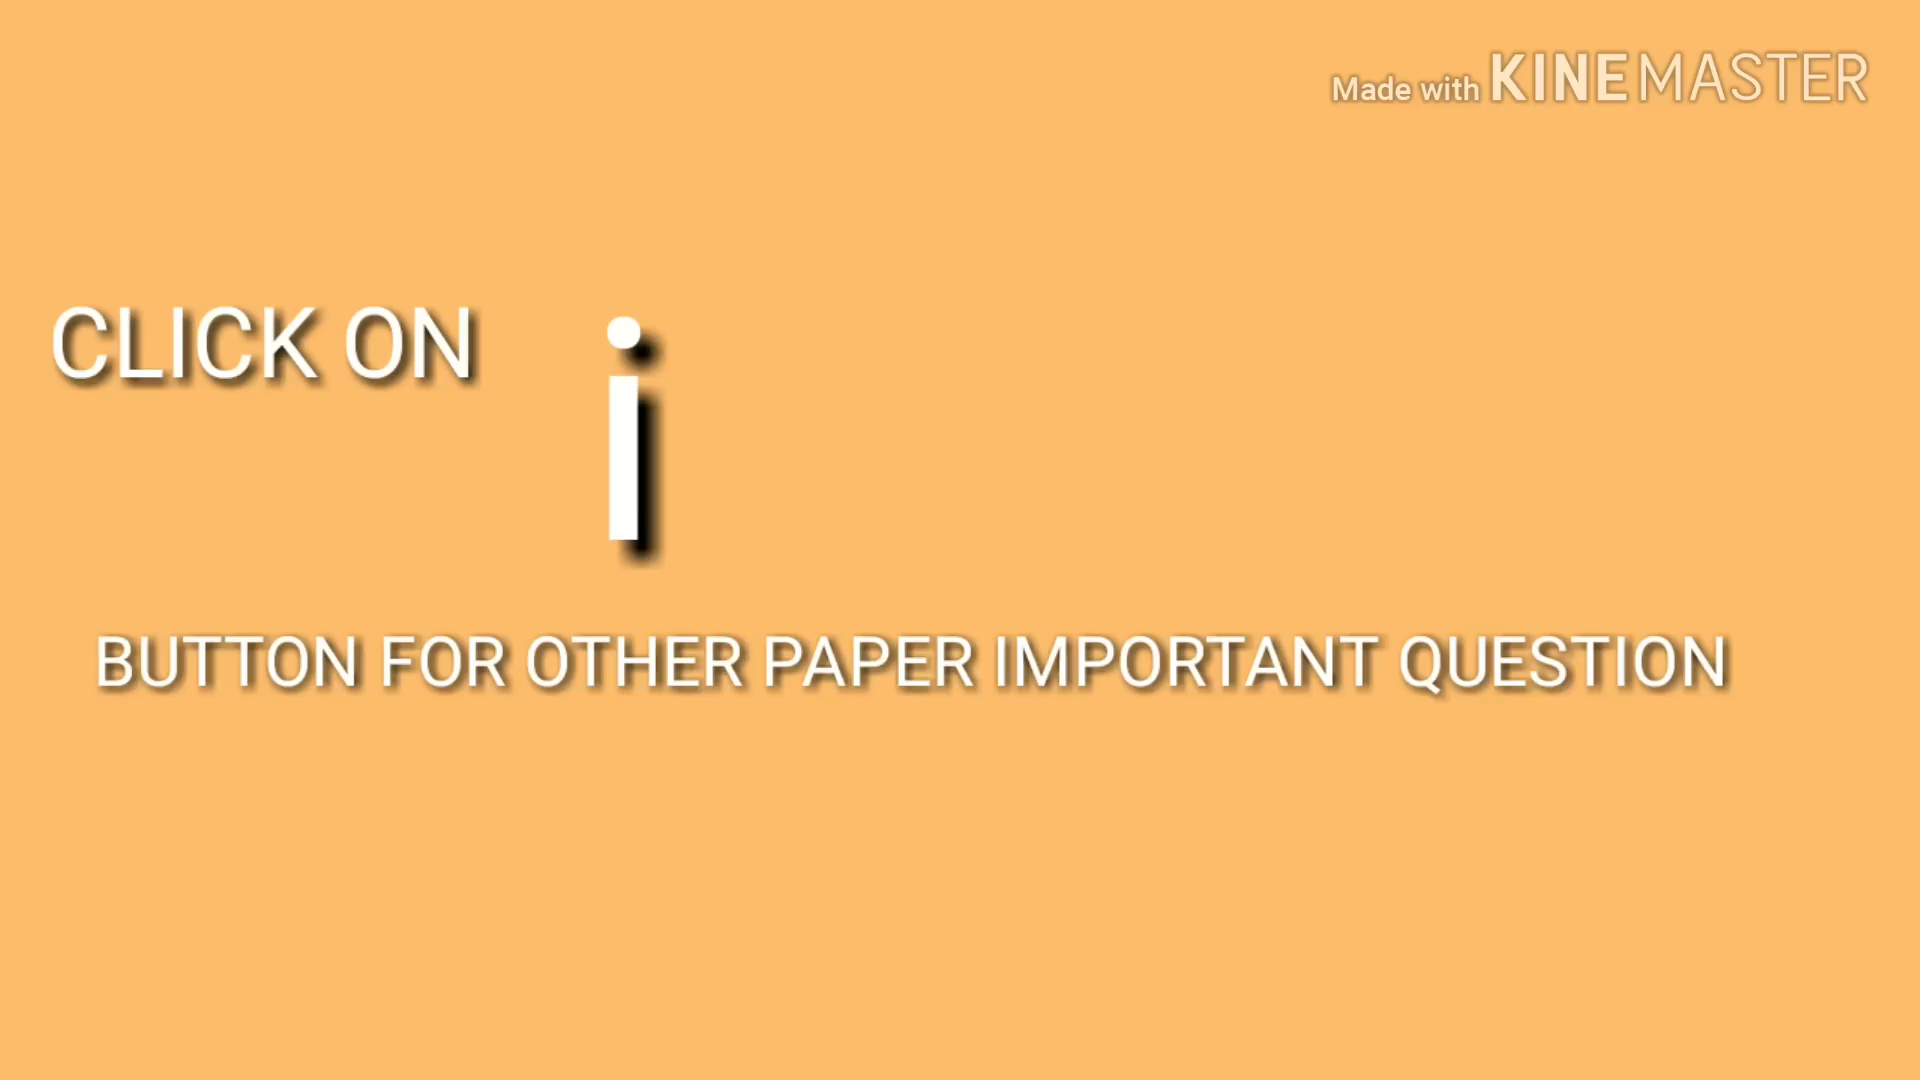 Made with KINEMASTER
CLICK ON i
BUTTON FOR OTHER PAPER IMPORTANT QUESTION